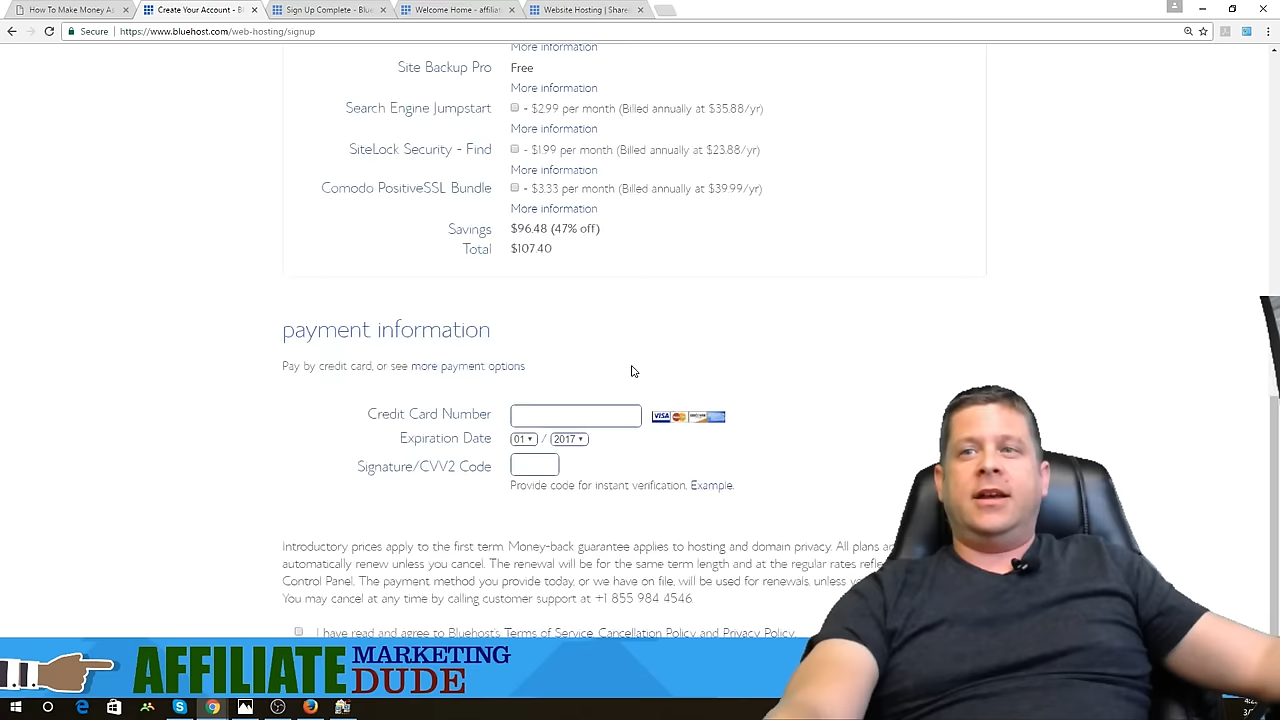 How To Make Money As
Create Your Account - B
Sign Up Complete - Blue
Welcome Home - affiliat
Website Hosting | Share
Secure
https://www.bluehost.com/web-hosting/signup
More information
Site Backup Pro Free
More information
Search Engine Jumpstart - $2.99 per month (Billed annually at $35.88/yr)
More information
SiteLock Security - Find - $1.99 per month (Billed annually at $23.88/yr)
More information
Comodo PositiveSSL Bundle - $3.33 per month (Billed annually at $39.99/yr)
More information
Savings $96.48 (47% off)
Total $107.40
payment information
Pay by credit card, or see more payment options
Credit Card Number VISA
Expiration Date 01 / 2017
Signature/CVV2 Code
Provide code for instant verification. Example.
Introductory prices apply to the first term. Money-back guarantee applies to hosting and domain privacy. All plans
automatically renew unless you cancel. The renewal will be for the same term length and at the regular rates
Control Panel. The payment method you provide today, or we have on file, will be used for renewals, unless
You may cancel at any time by calling customer support at +1 855 984 4546.
I have read and agree to Bluehost's Terms of Service, Cancellation Policy and Privacy Policy.
AFFILIATE MARKETING DUDE